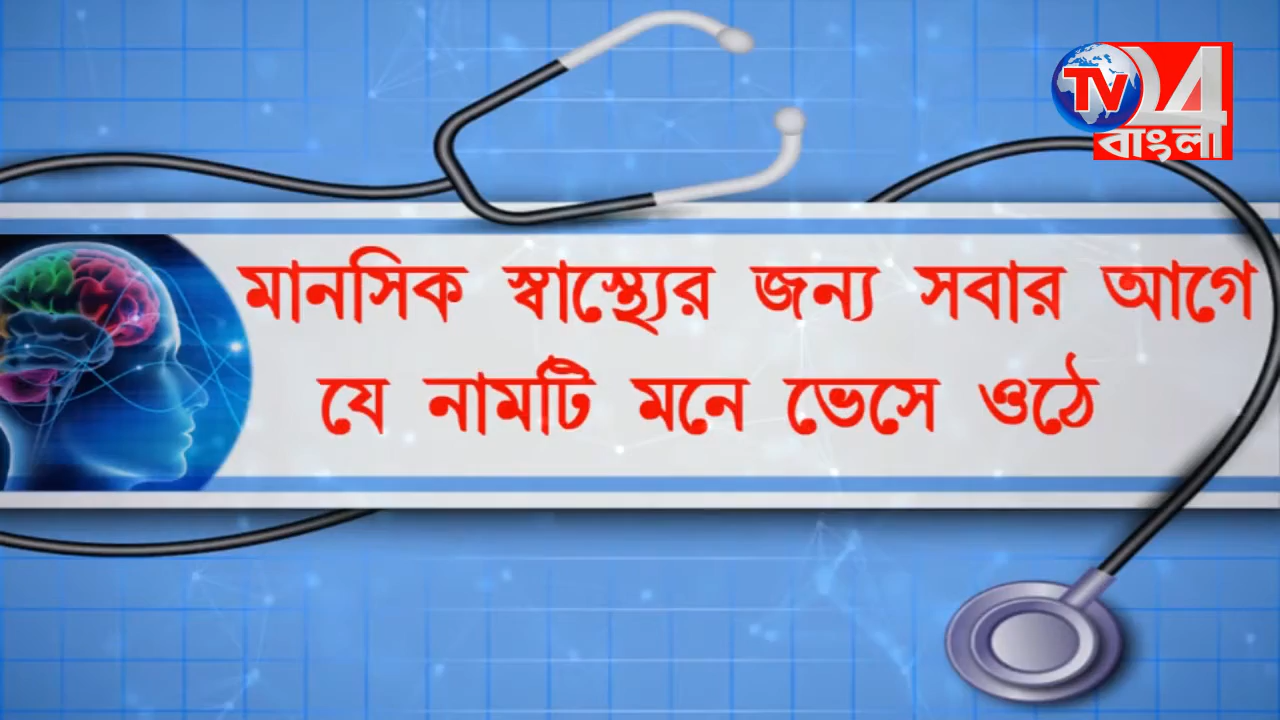 TV 24
বাংলা
মানসিক স্বাস্থ্যের জন্য সবার আগে
যে নামটি মনে ভেসে ওঠে